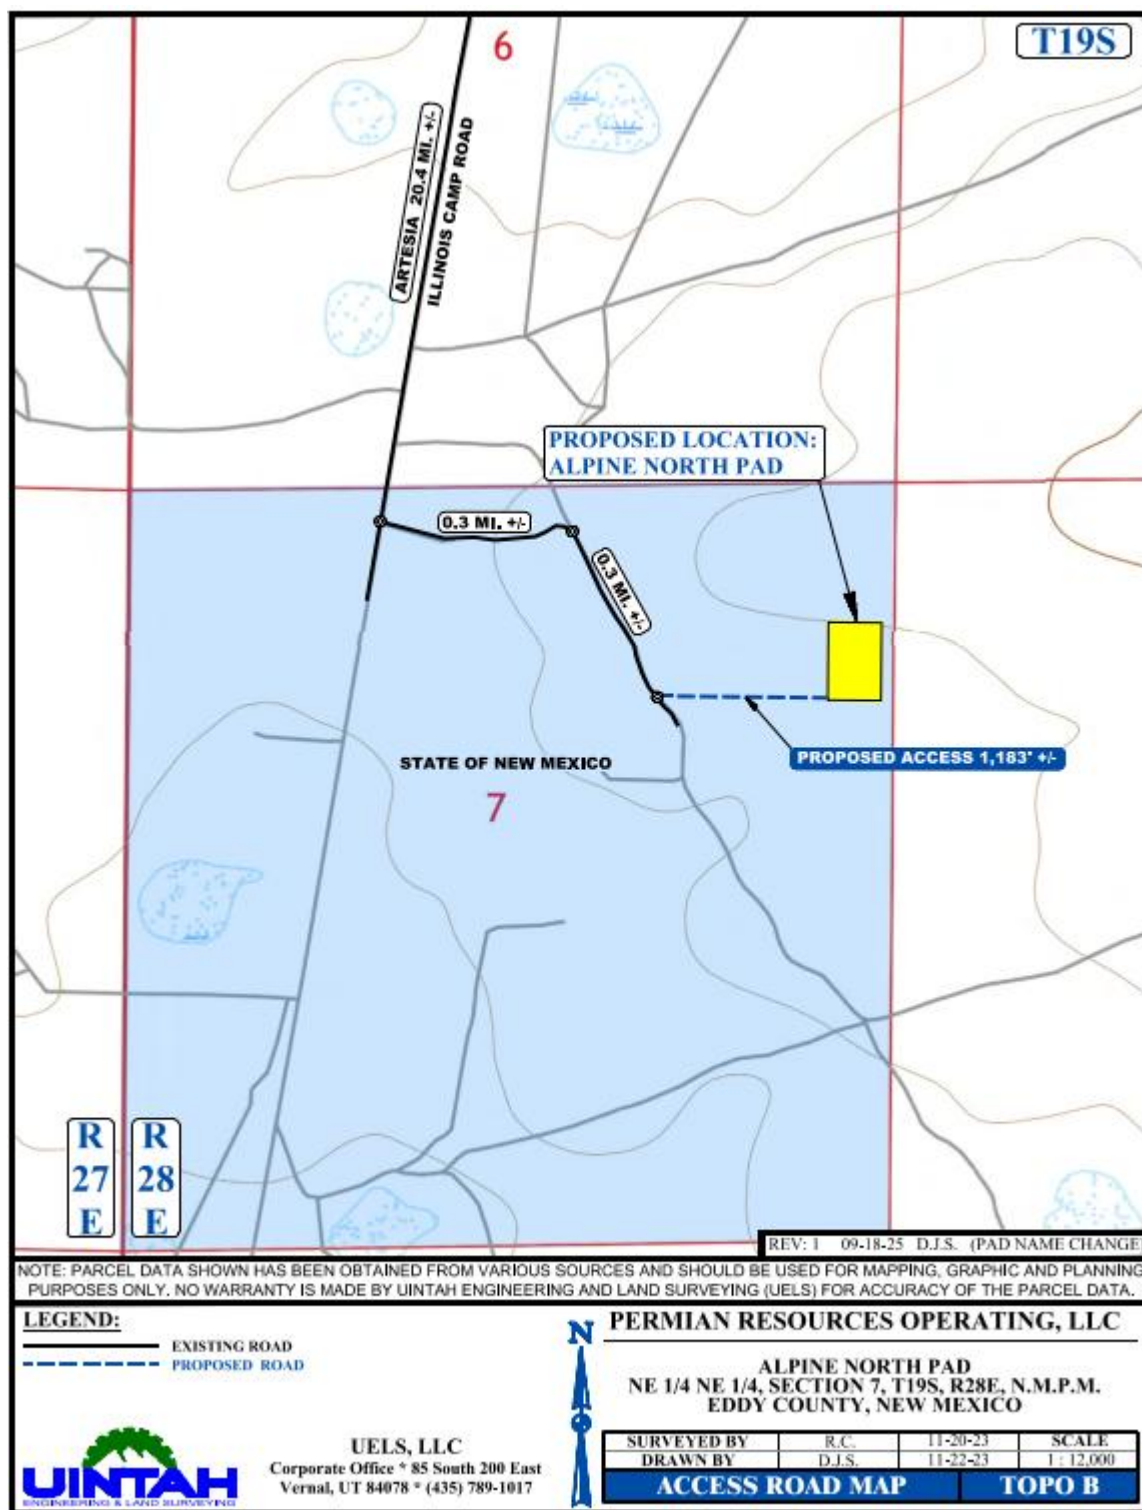 6
T19S
ARTESIA 20.4 MI. +/-
ILLINOIS CAMP ROAD
PROPOSED LOCATION:
ALPINE NORTH PAD
0.3 MI. +/-
0.3 MI. +/-
PROPOSED ACCESS 1,183' +/-
STATE OF NEW MEXICO
7
R
27
E
R
28
E
REV: 1 09-18-25 D.J.S. (PAD NAME CHANGE
NOTE: PARCEL DATA SHOWN HAS BEEN OBTAINED FROM VARIOUS SOURCES AND SHOULD BE USED FOR MAPPING, GRAPHIC AND PLANNING
PURPOSES ONLY. NO WARRANTY IS MADE BY UINTAH ENGINEERING AND LAND SURVEYING (UELS) FOR ACCURACY OF THE PARCEL DATA.
LEGEND:
EXISTING ROAD
PROPOSED ROAD
UINTAH
ENGINEERING & LAND SURVEYING
UELS, LLC
Corporate Office * 85 South 200 East
Vernal, UT 84078 * (435) 789-1017
N
PERMIAN RESOURCES OPERATING, LLC
ALPINE NORTH PAD
NE 1/4 NE 1/4, SECTION 7, T19S, R28E, N.M.P.M.
EDDY COUNTY, NEW MEXICO
SURVEYED BY R.C. 11-20-23 SCALE
DRAWN BY D.J.S. 11-22-23 1 : 12,000
ACCESS ROAD MAP TOPO B